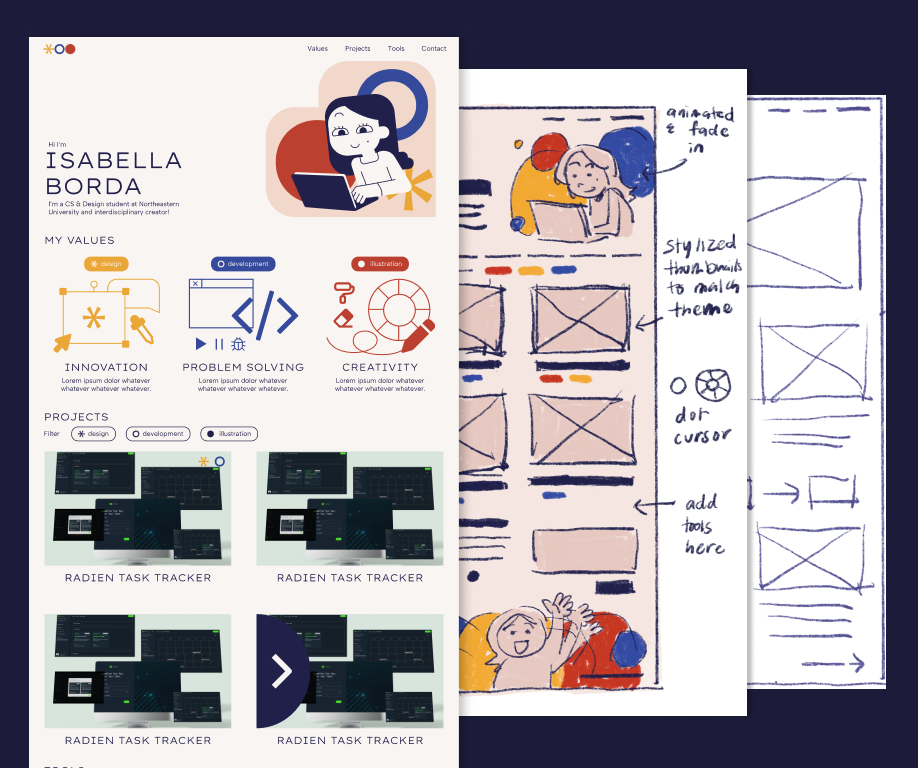 Values Projects Tools Contact
Hi I'm
ISABELLA
BORDA
I'm a CS & Design student at Northeastern
University and interdisciplinary creator!
MY VALUES
design
development
illustration
INNOVATION
Lorem ipsum dolor whatever
whatever whatever whatever.
PROBLEM SOLVING
Lorem ipsum dolor whatever
whatever whatever whatever.
CREATIVITY
Lorem ipsum dolor whatever
whatever whatever whatever.
PROJECTS
Filter design development illustration
RADIEN TASK TRACKER
RADIEN TASK TRACKER
RADIEN TASK TRACKER
RADIEN TASK TRACKER
animated
& fade
in
stylized
thumbnails
to match
theme
dot
cursor
add
tools
here